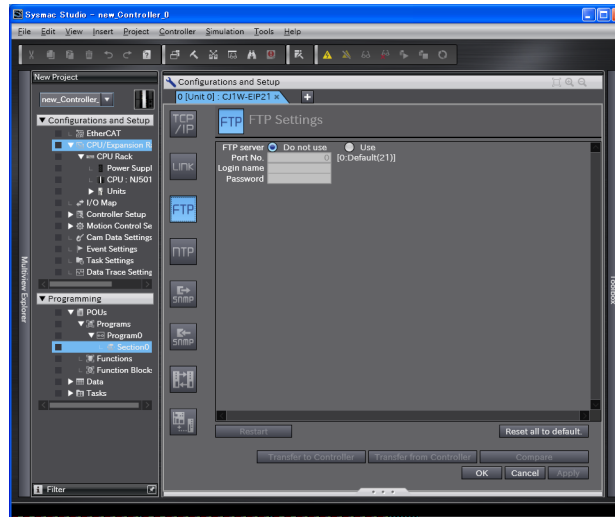 Sysmac Studio - new_Controller_0
File Edit View Insert Project Controller Simulation Tools Help
New Project
new_Controller_
Configurations and Setup
EtherCAT
CPU/Expansion R
CPU Rack
Power Suppl
CPU : NJ501
Units
I/O Map
Controller Setup
Motion Control Se
Cam Data Settings
Event Settings
Task Settings
Data Trace Setting
Programming
POUs
Programs
Program0
Section0
Functions
Function Blocks
Data
Tasks
Filter
Multiview Explorer
Configurations and Setup
0 [Unit 0] : CJ1W-EIP21 ×
TCP/IP
LINK
FTP
NTP
SNMP
SNMP
FTP FTP Settings
FTP server Do not use Use
Port No. 0 [0:Default(21)]
Login name
Password
Restart Reset all to default.
Transfer to Controller Transfer from Controller Compare
OK Cancel Apply
Toolbox